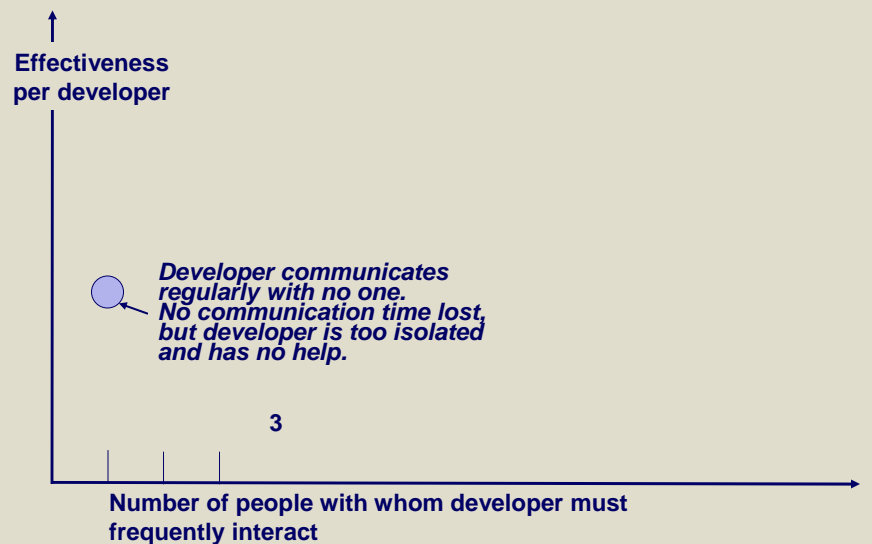 Effectiveness
per developer
Developer communicates
regularly with no one.
No communication time lost,
but developer is too isolated
and has no help.
3
Number of people with whom developer must
frequently interact